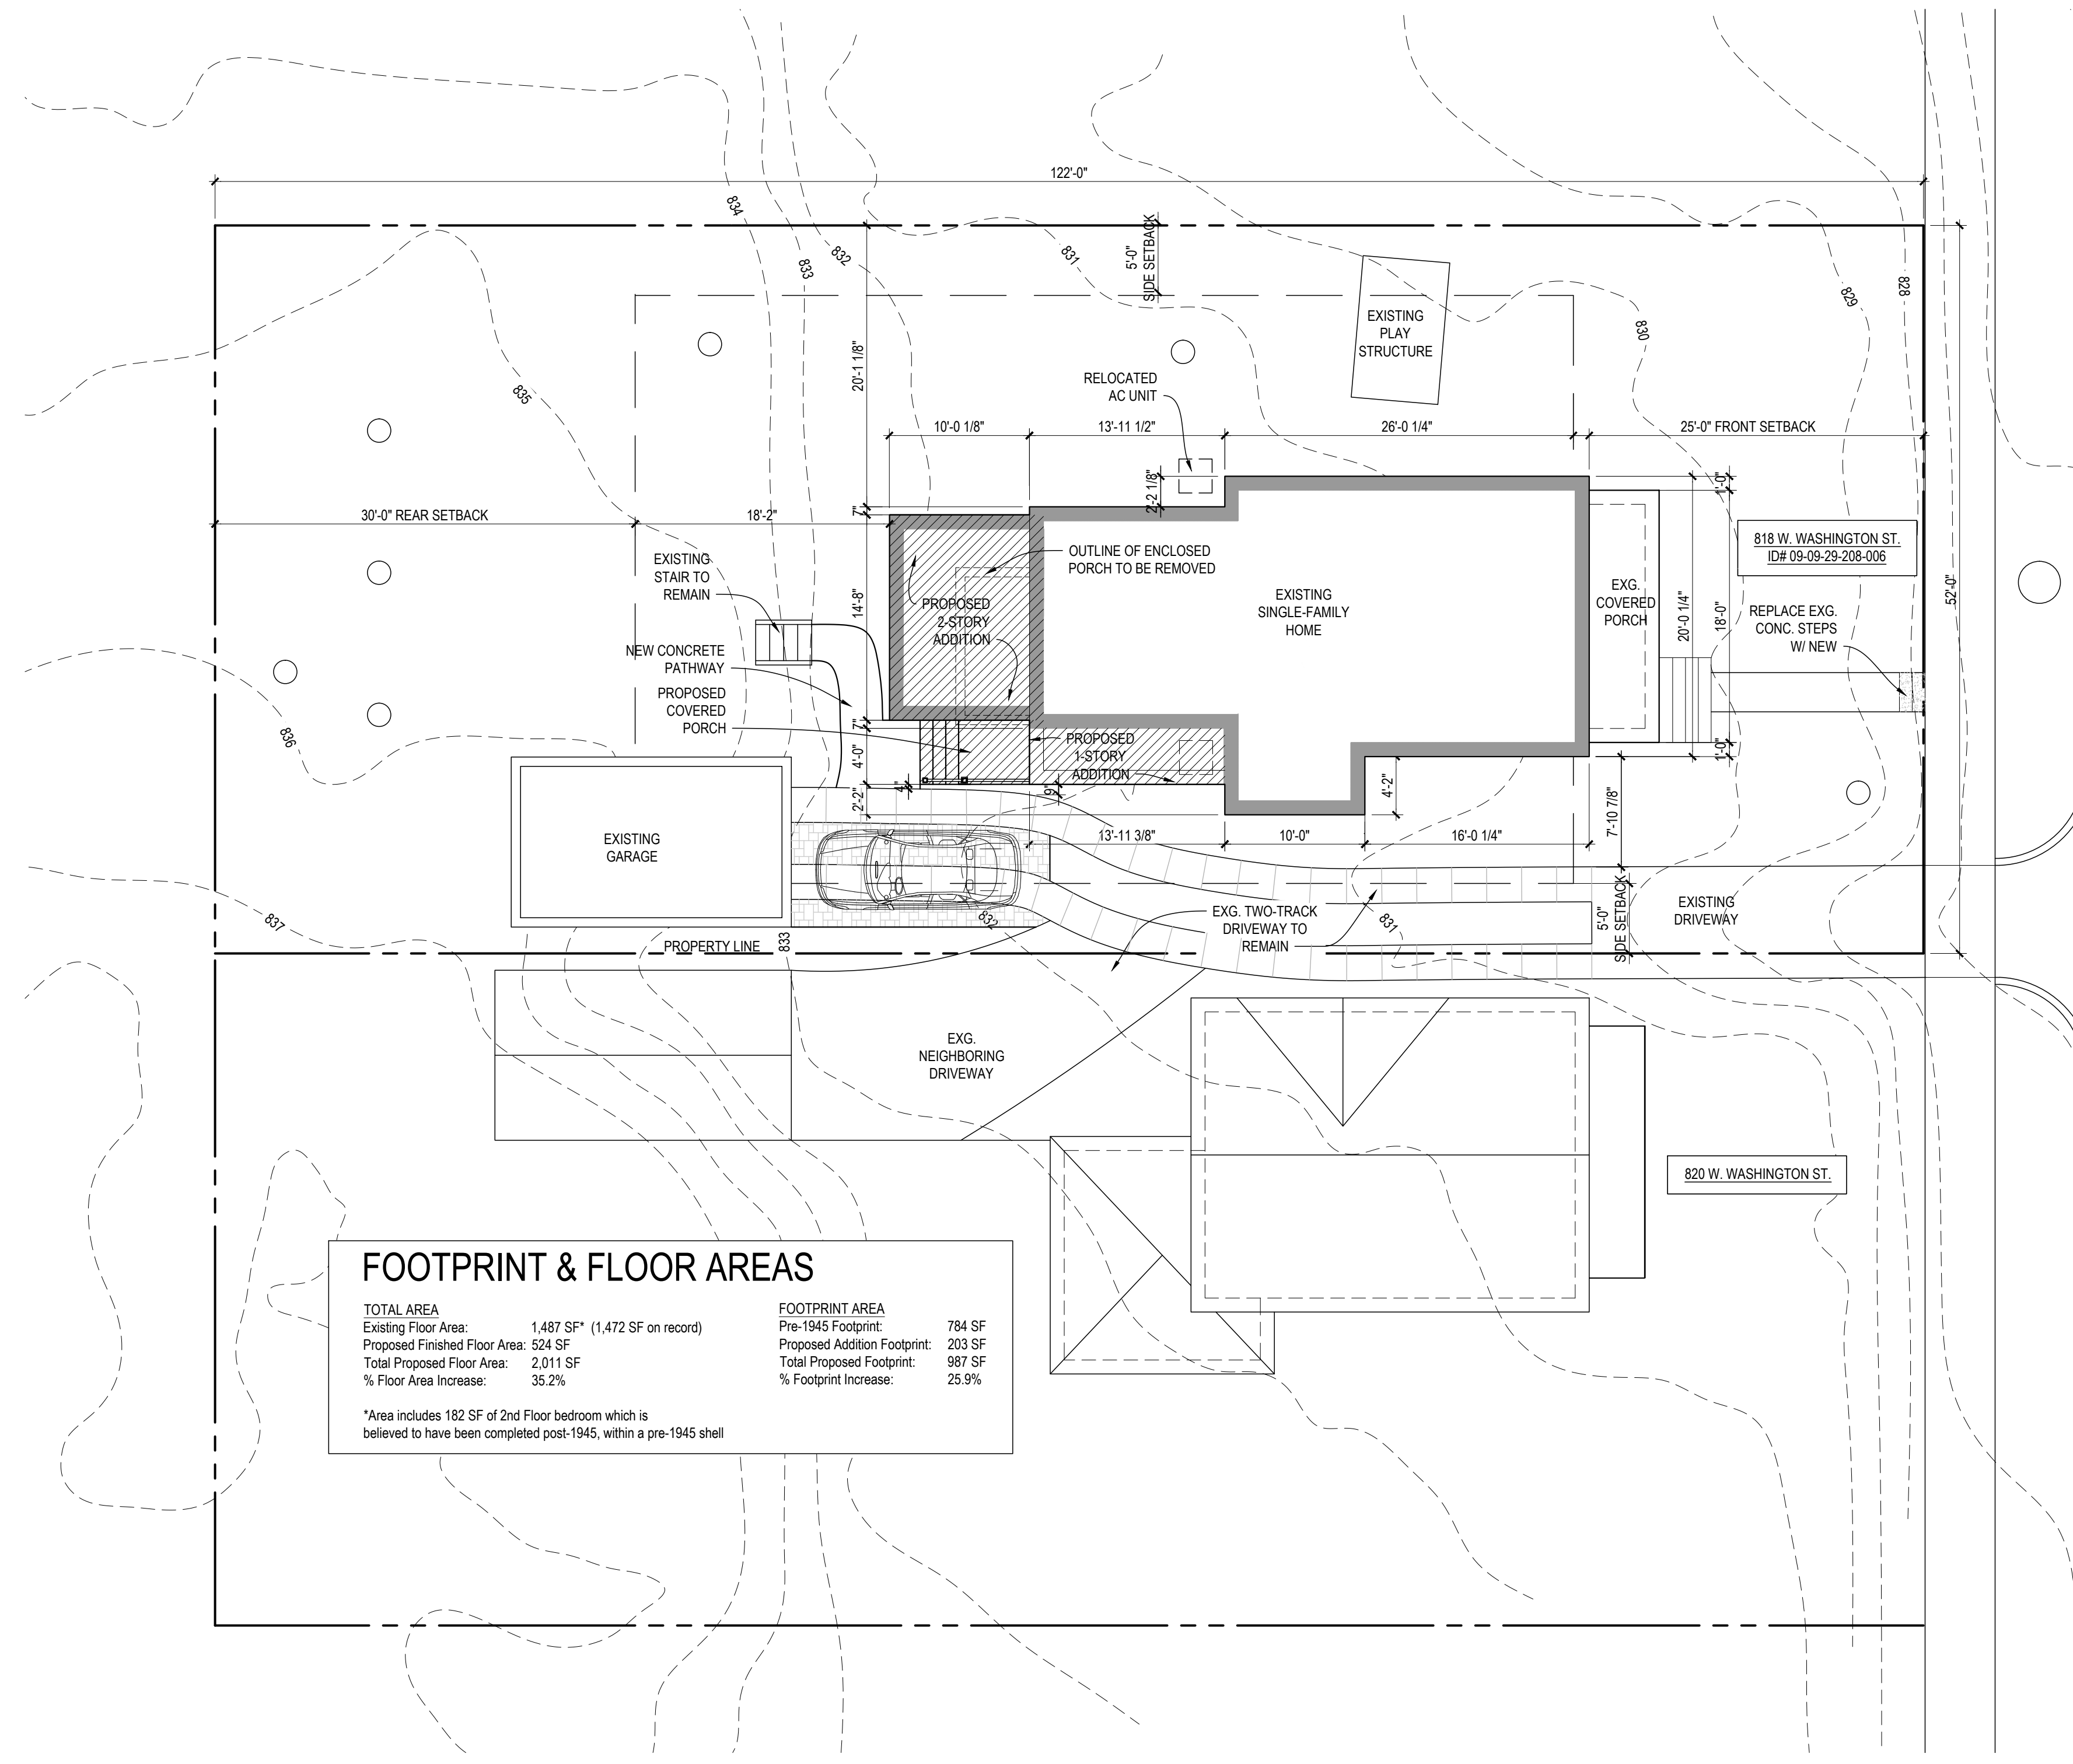 122'-0"
834
833
832
831
5'-0"
SIDE SETBACK
829
828
830
EXISTING
PLAY
STRUCTURE
20'-1 1/8"
835
RELOCATED
AC UNIT
10'-0 1/8"
13'-11 1/2"
26'-0 1/4"
25'-0" FRONT SETBACK
2'-2 1/8"
1'-0"
30'-0" REAR SETBACK
18'-2"
7"
EXISTING
STAIR TO
REMAIN
OUTLINE OF ENCLOSED
PORCH TO BE REMOVED
818 W. WASHINGTON ST.
ID# 09-09-29-208-006
14'-8"
PROPOSED
2-STORY
ADDITION
EXISTING
SINGLE-FAMILY
HOME
EXG.
COVERED
PORCH
20'-0 1/4"
18'-0"
52'-0"
REPLACE EXG.
CONC. STEPS
W/ NEW
NEW CONCRETE
PATHWAY
PROPOSED
COVERED
PORCH
836
7"
4'-0"
PROPOSED
1-STORY
ADDITION
1'-0"
4"
9"
2'-2"
4'-2"
7'-10 7/8"
EXISTING
GARAGE
13'-11 3/8"
10'-0"
16'-0 1/4"
837
832
EXG. TWO-TRACK
DRIVEWAY TO
REMAIN
831
5'-0"
SIDE SETBACK
EXISTING
DRIVEWAY
PROPERTY LINE
833
EXG.
NEIGHBORING
DRIVEWAY
820 W. WASHINGTON ST.
FOOTPRINT & FLOOR AREAS
TOTAL AREA
Existing Floor Area: 1,487 SF* (1,472 SF on record)
Proposed Finished Floor Area: 524 SF
Total Proposed Floor Area: 2,011 SF
% Floor Area Increase: 35.2%
*Area includes 182 SF of 2nd Floor bedroom which is
believed to have been completed post-1945, within a pre-1945 shell
FOOTPRINT AREA
Pre-1945 Footprint: 784 SF
Proposed Addition Footprint: 203 SF
Total Proposed Footprint: 987 SF
% Footprint Increase: 25.9%